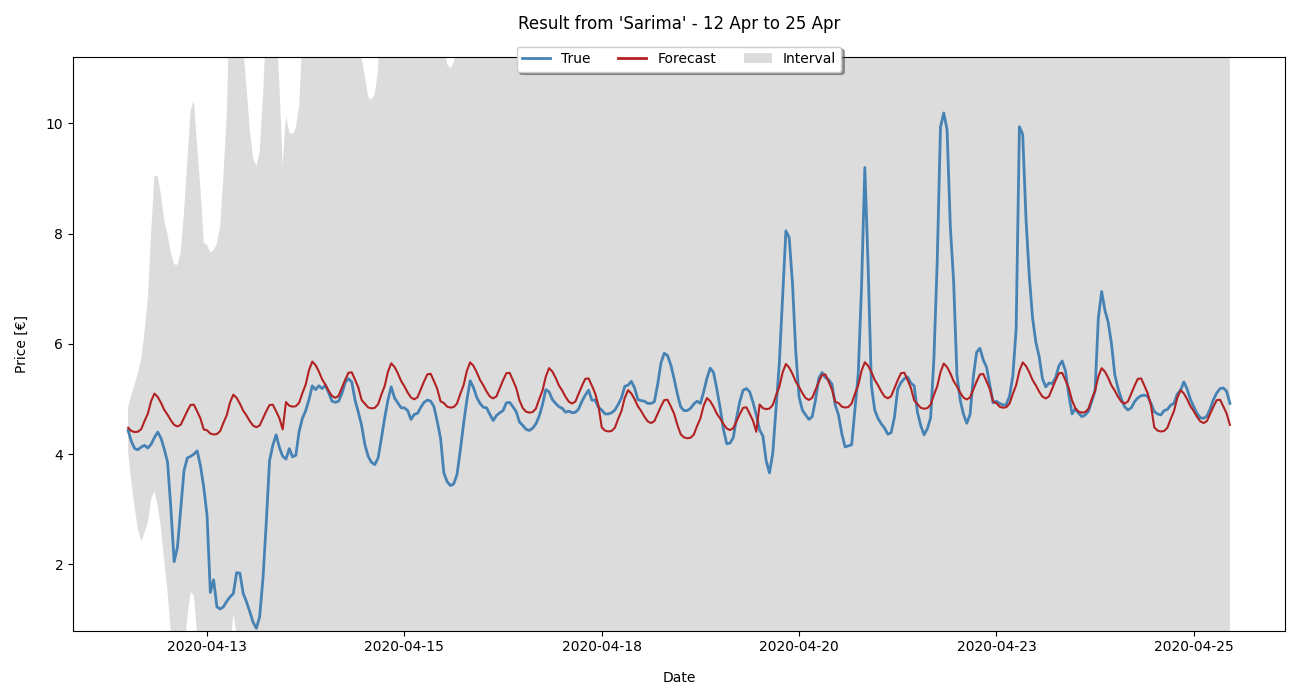 Result from 'Sarima' - 12 Apr to 25 Apr
True Forecast Interval
Price [€]
10
8
6
4
2
2020-04-13 2020-04-15 2020-04-18 2020-04-20 2020-04-23 2020-04-25
Date